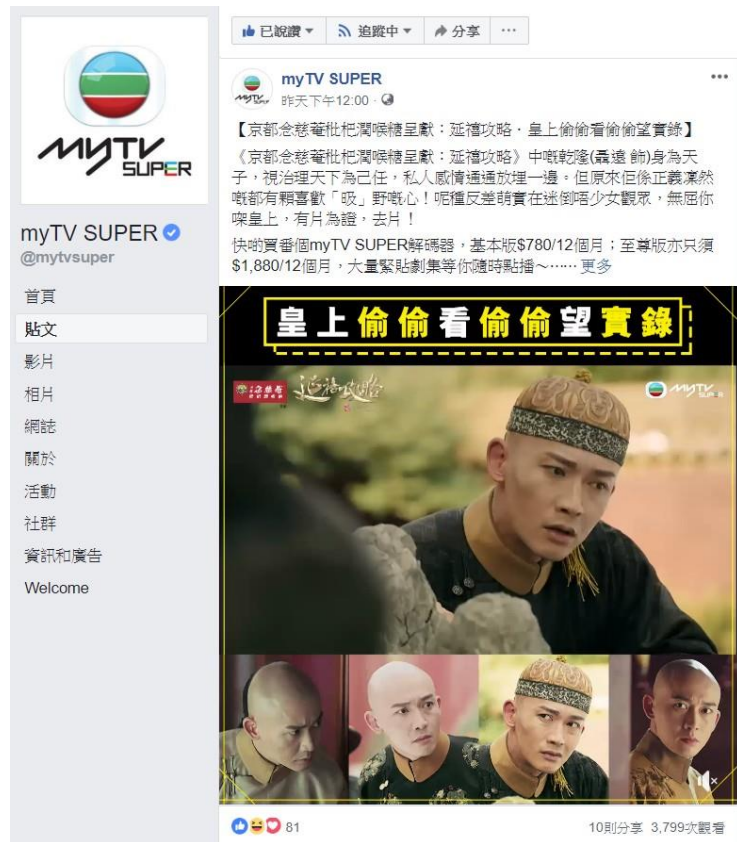 已說讚
追蹤中
分享
myTV
SUPER
myTV SUPER
@mytvsuper
首頁
貼文
影片
相片
網誌
關於
活動
社群
資訊和廣告
Welcome
myTV SUPER
昨天下午12:00
【京都念慈菴枇杷潤喉糖呈獻：延禧攻略．皇上偷偷看偷偷望實錄】
《京都念慈菴枇杷潤喉糖呈獻：延禧攻略》中嘅乾隆(聶遠 飾)身為天
子，視治理天下為己任，私人感情通通放埋一邊。但原來佢係正義凜然
嘅都有顆喜歡「𥄫」野嘅心！呢種反差萌實在迷倒唔少女觀眾，無屈你
㗎皇上，有片為證，去片！
快啲買番個myTV SUPER解碼器，基本版$780/12個月；至尊版亦只須
$1,880/12個月，大量緊貼劇集等你隨時點播～⋯⋯ 更多
皇上偷偷看偷偷望實錄
京都念慈菴
延禧攻略
myTV
SUPER
81
10則分享 3,799次觀看